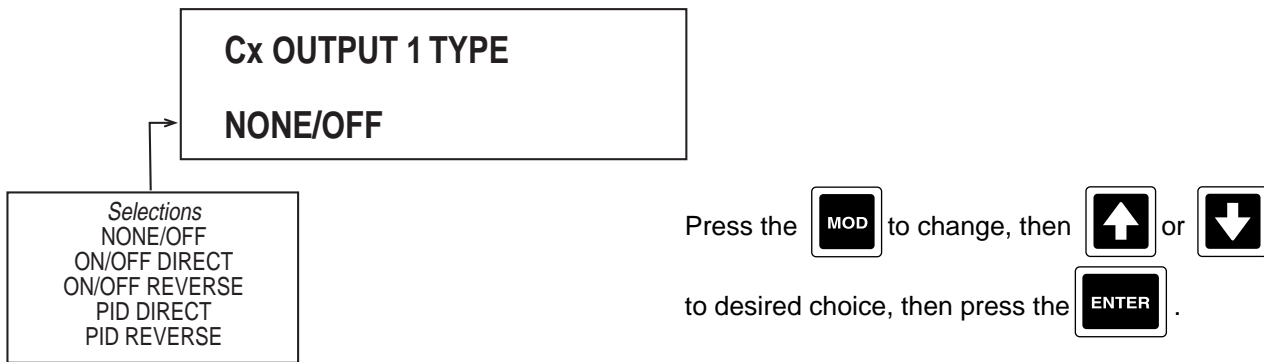 Cx OUTPUT 1 TYPE
NONE/OFF
Selections
NONE/OFF
ON/OFF DIRECT
ON/OFF REVERSE
PID DIRECT
PID REVERSE
Press the MOD to change, then or
to desired choice, then press the ENTER .